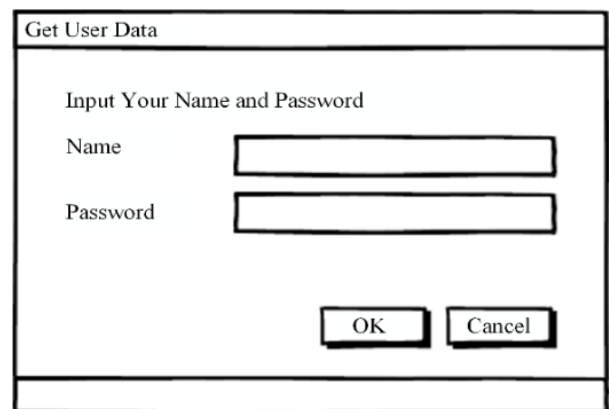 Get User Data
Input Your Name and Password
Name
Password
OK Cancel